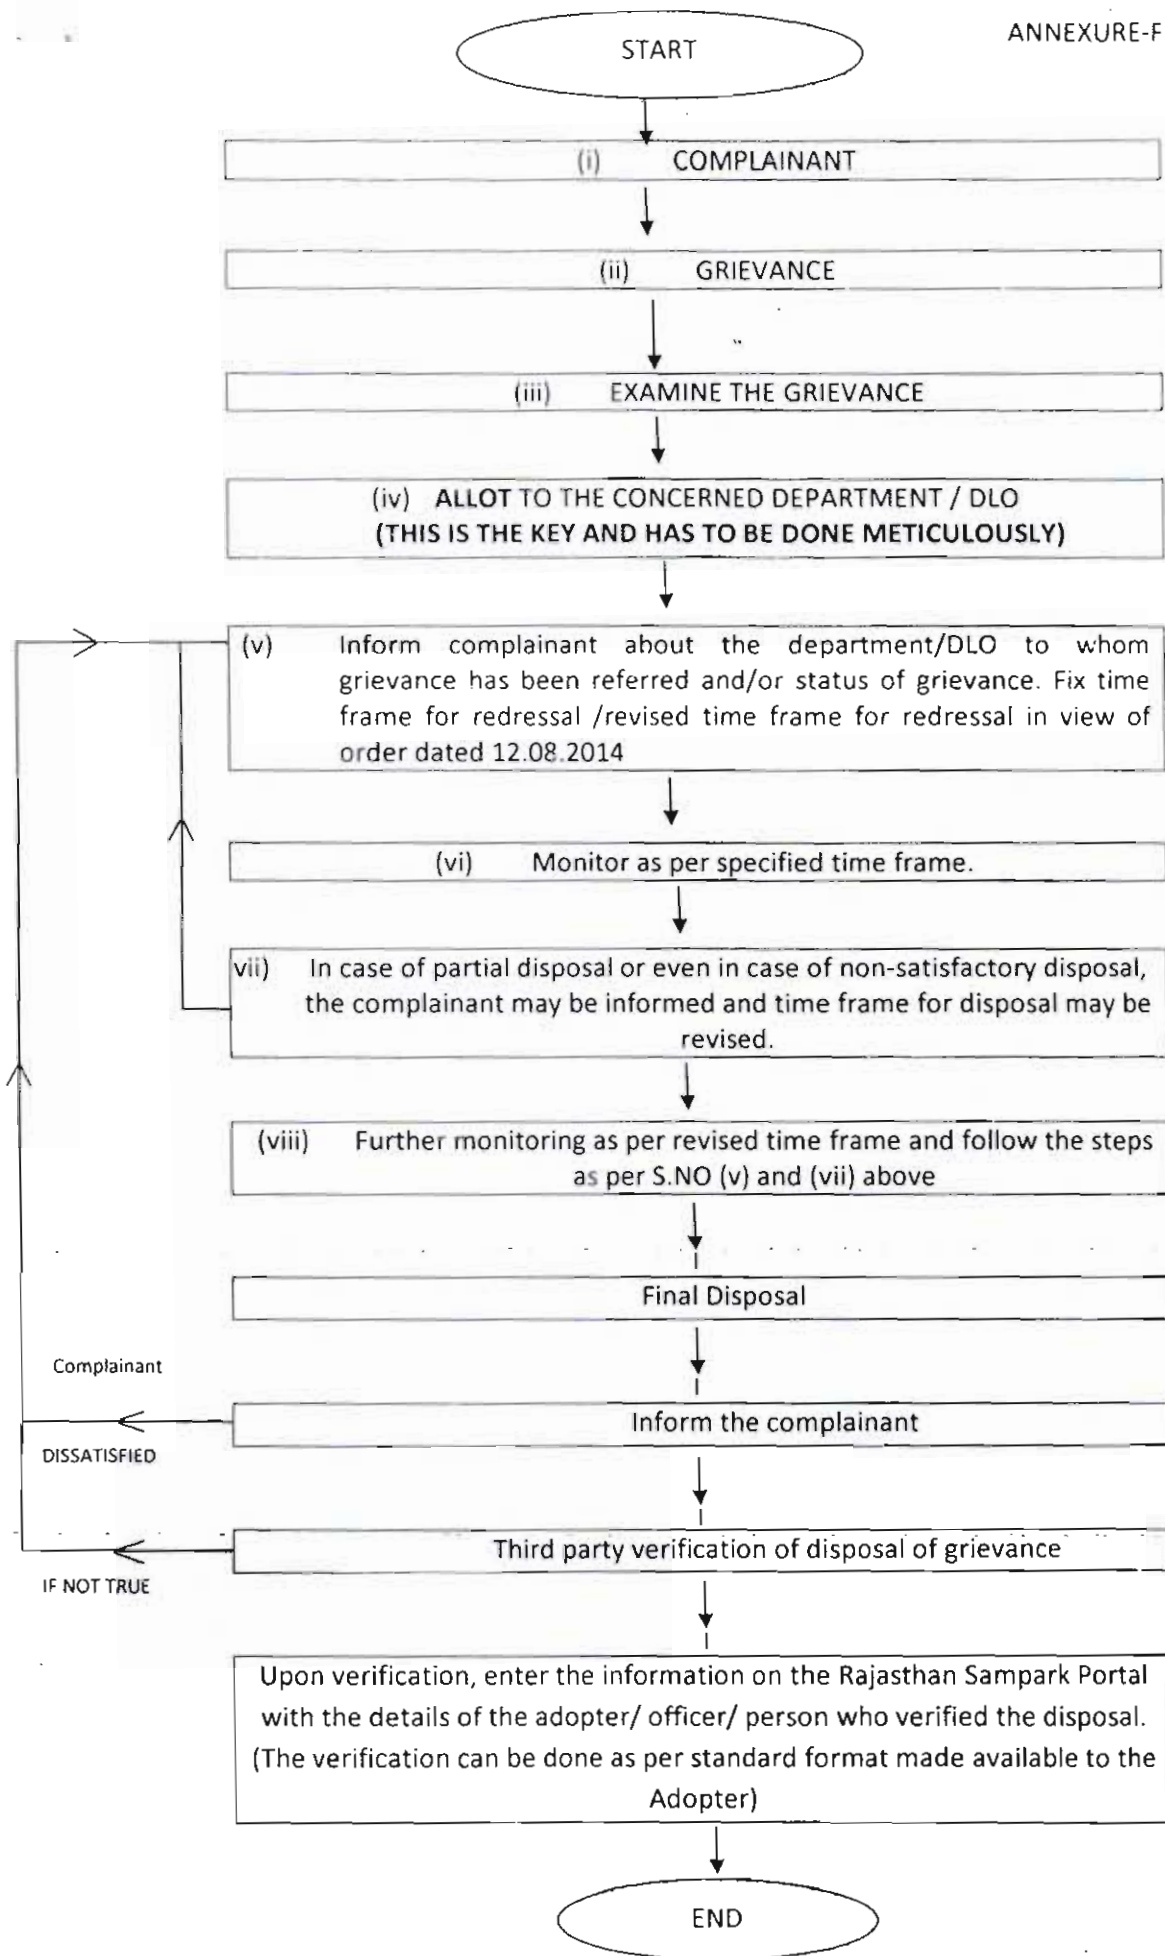 ANNEXURE-F
START
(i) COMPLAINANT
(ii) GRIEVANCE
(iii) EXAMINE THE GRIEVANCE
(iv) ALLOT TO THE CONCERNED DEPARTMENT / DLO
(THIS IS THE KEY AND HAS TO BE DONE METICULOUSLY)
(v) Inform complainant about the department/DLO to whom
grievance has been referred and/or status of grievance. Fix time
frame for redressal /revised time frame for redressal in view of
order dated 12.08.2014
(vi) Monitor as per specified time frame.
vii) In case of partial disposal or even in case of non-satisfactory disposal,
the complainant may be informed and time frame for disposal may be
revised.
(viii) Further monitoring as per revised time frame and follow the steps
as per S.NO (v) and (vii) above
Final Disposal
Complainant
Inform the complainant
DISSATISFIED
Third party verification of disposal of grievance
IF NOT TRUE
Upon verification, enter the information on the Rajasthan Sampark Portal
with the details of the adopter/ officer/ person who verified the disposal.
(The verification can be done as per standard format made available to the
Adopter)
END